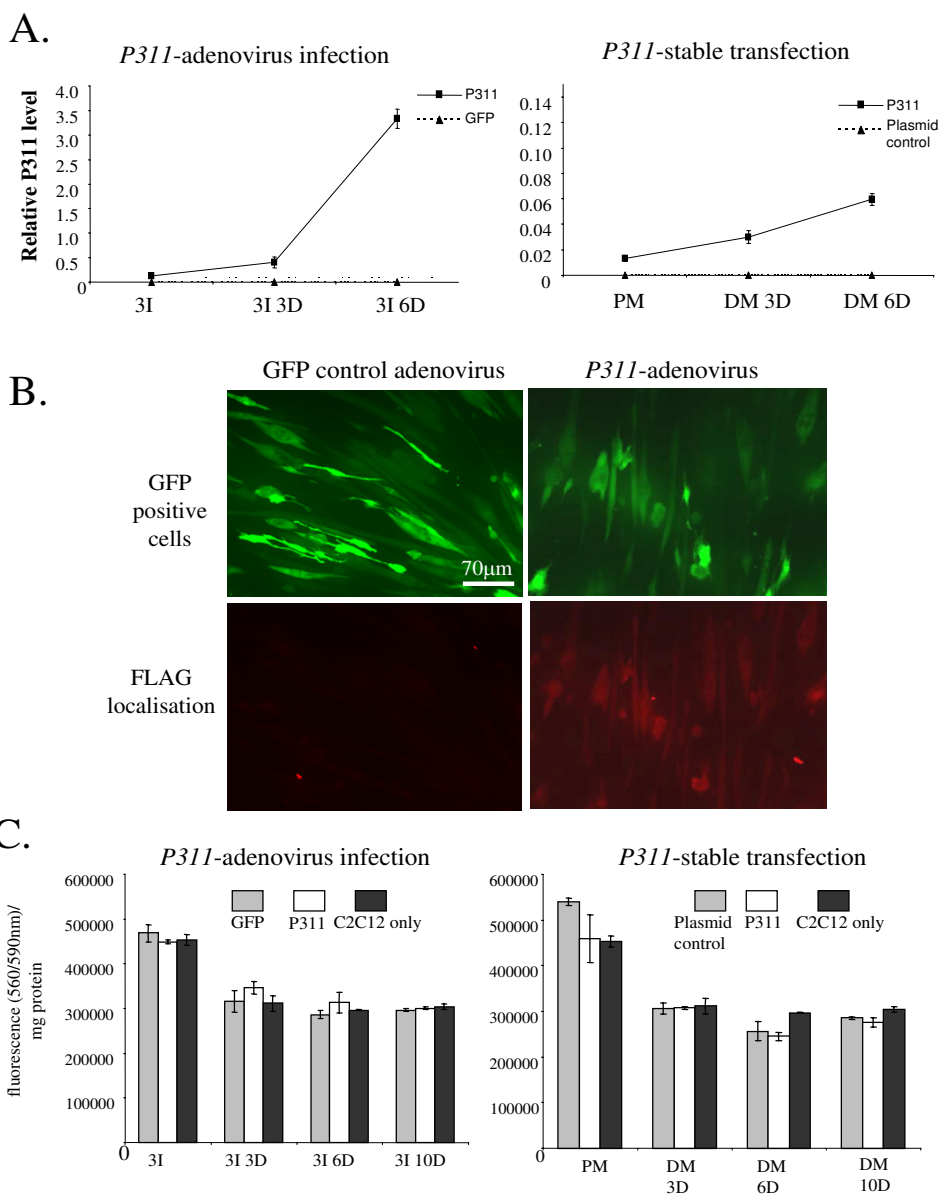 A.
P311-adenovirus infection
P311-stable transfection
Relative P311 level
4.0
3.5
3.0
2.5
2.0
1.5
1.0
0.5
0
P311
GFP
3I
3I 3D
3I 6D
0.14
0.12
0.10
0.08
0.06
0.04
0.02
0
P311
Plasmid
control
PM
DM 3D
DM 6D
B.
GFP control adenovirus
P311-adenovirus
GFP
positive
cells
70μm
FLAG
localisation
C.
P311-adenovirus infection
P311-stable transfection
fluorescence (560/590nm)/
mg protein
600000
500000
400000
300000
200000
100000
0
GFP
P311
C2C12 only
3I
3I 3D
3I 6D
3I 10D
600000
500000
400000
300000
200000
100000
0
Plasmid
control
P311
C2C12 only
PM
DM
3D
DM
6D
DM
10D